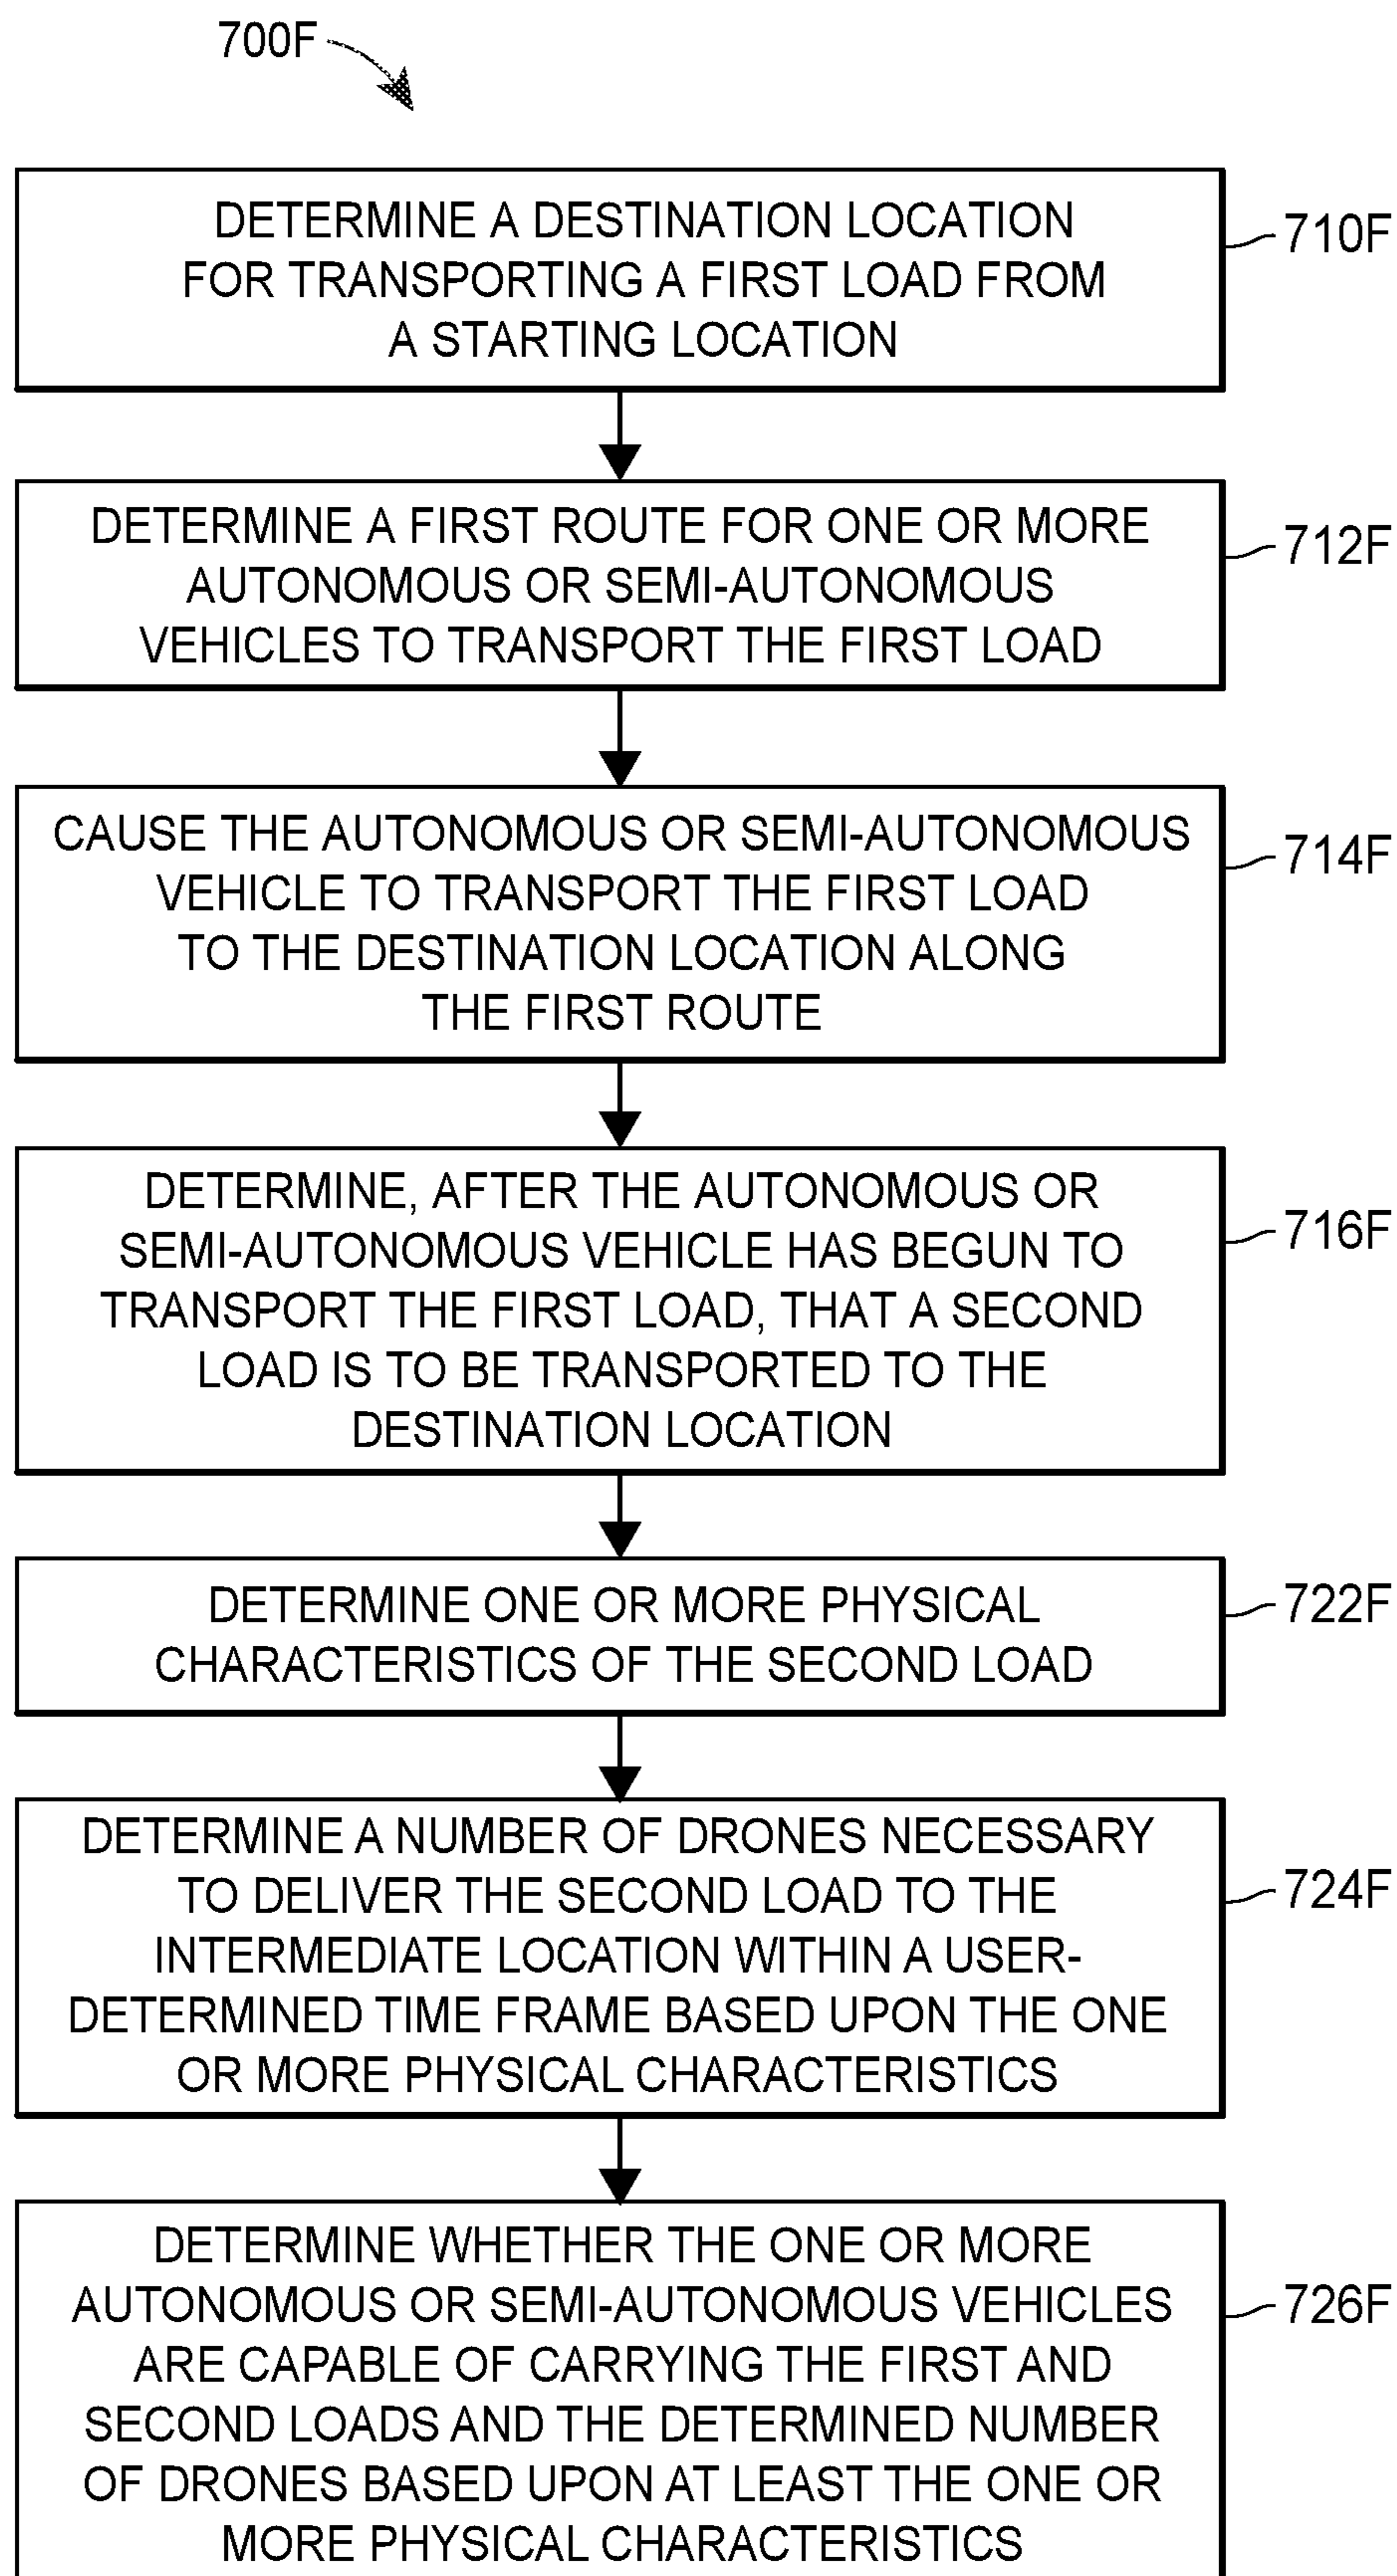 700F
DETERMINE A DESTINATION LOCATION
FOR TRANSPORTING A FIRST LOAD FROM
A STARTING LOCATION
710F
DETERMINE A FIRST ROUTE FOR ONE OR MORE
AUTONOMOUS OR SEMI-AUTONOMOUS
VEHICLES TO TRANSPORT THE FIRST LOAD
712F
CAUSE THE AUTONOMOUS OR SEMI-AUTONOMOUS
VEHICLE TO TRANSPORT THE FIRST LOAD
TO THE DESTINATION LOCATION ALONG
THE FIRST ROUTE
714F
DETERMINE, AFTER THE AUTONOMOUS OR
SEMI-AUTONOMOUS VEHICLE HAS BEGUN TO
TRANSPORT THE FIRST LOAD, THAT A SECOND
LOAD IS TO BE TRANSPORTED TO THE
DESTINATION LOCATION
716F
DETERMINE ONE OR MORE PHYSICAL
CHARACTERISTICS OF THE SECOND LOAD
722F
DETERMINE A NUMBER OF DRONES NECESSARY
TO DELIVER THE SECOND LOAD TO THE
INTERMEDIATE LOCATION WITHIN A USER-
DETERMINED TIME FRAME BASED UPON THE ONE
OR MORE PHYSICAL CHARACTERISTICS
724F
DETERMINE WHETHER THE ONE OR MORE
AUTONOMOUS OR SEMI-AUTONOMOUS VEHICLES
ARE CAPABLE OF CARRYING THE FIRST AND
SECOND LOADS AND THE DETERMINED NUMBER
OF DRONES BASED UPON AT LEAST THE ONE OR
MORE PHYSICAL CHARACTERISTICS
726F